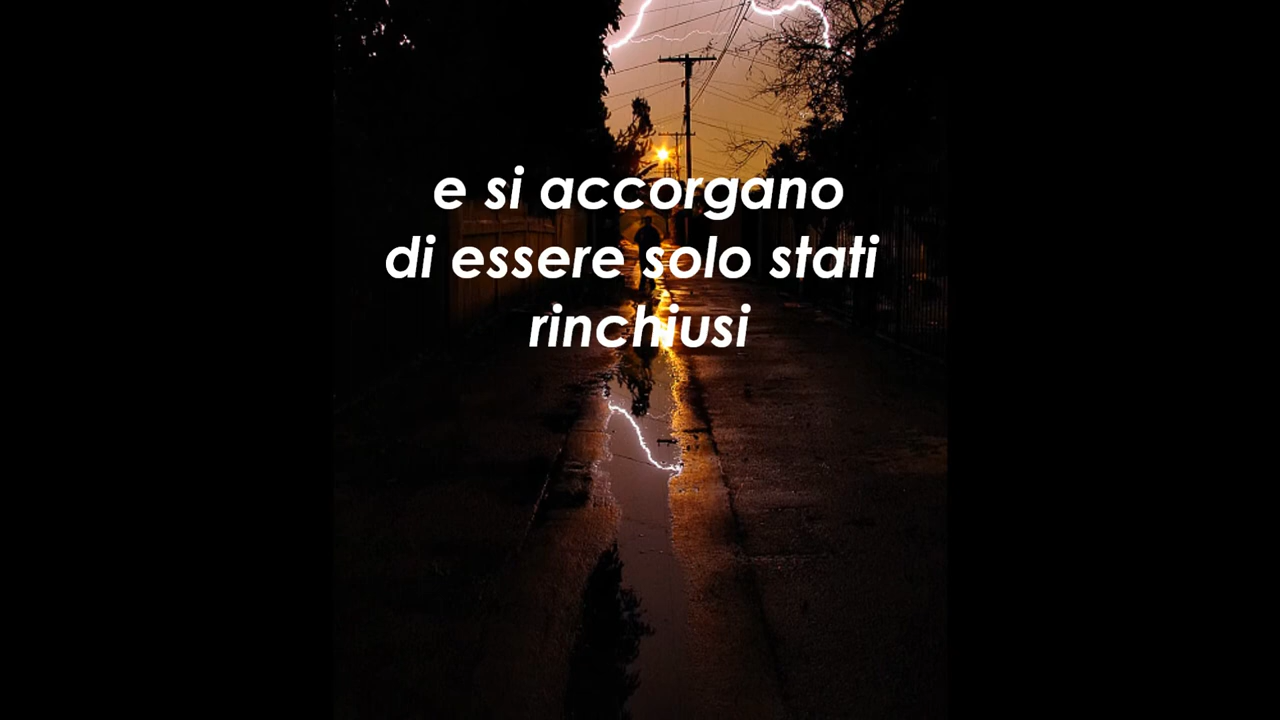 e si accorgano
di essere solo stati
rinchiusi